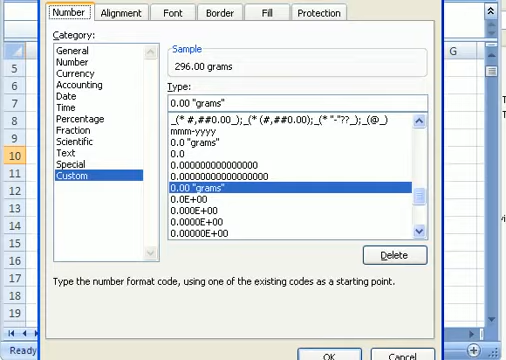 Number Alignment Font Border Fill Protection
Category:
General
Number
Currency
Accounting
Date
Time
Percentage
Fraction
Scientific
Text
Special
Custom
Sample
296.00 grams
Type:
0.00 "grams"
_(* #,##0.00_);_(* (#,##0.00);_(* "-"??_);_(@_)
mmm-yyyy
0.0 "grams"
0.0
0.000000000000000
0.0000000000000000
0.00 "grams"
0.0E+00
0.000E+00
0.0000E+00
0.00000E+00
Delete
Type the number format code, using one of the existing codes as a starting point.
OK Cancel
G
5
6
7
8
9
10
11
12
13
14
15
16
17
18
19
Ready